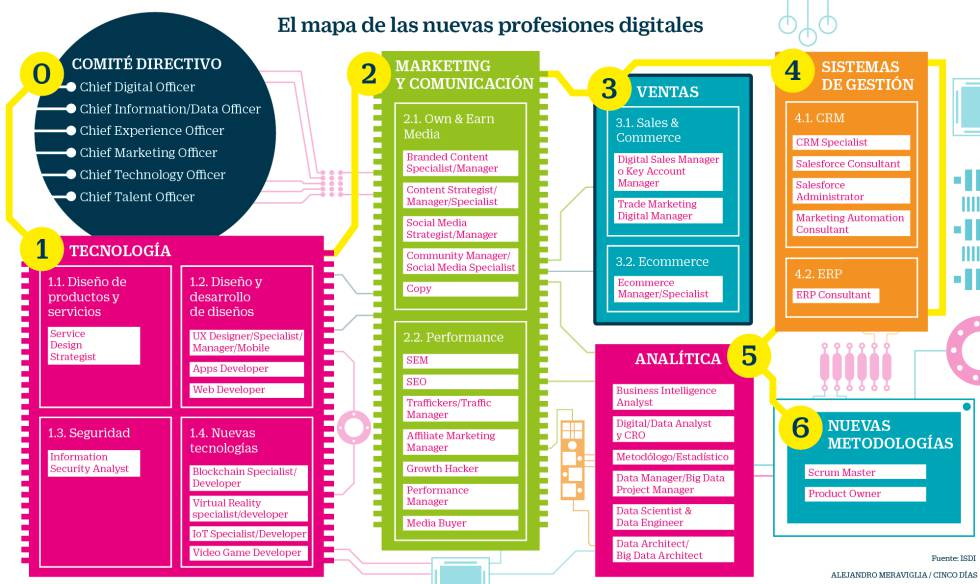 El mapa de las nuevas profesiones digitales
0
COMITÉ DIRECTIVO
Chief Digital Officer
Chief Information/Data Officer
Chief Experience Officer
Chief Marketing Officer
Chief Technology Officer
Chief Talent Officer
1
TECNOLOGÍA
1.1. Diseño de
productos y
servicios
Service
Design
Strategist
1.2. Diseño y
desarrollo
de diseños
UX Designer/Specialist/
Manager/Mobile
Apps Developer
Web Developer
1.3. Seguridad
Information
Security Analyst
1.4. Nuevas
tecnologías
Blockchain Specialist/
Developer
Virtual Reality
specialist/developer
IoT Specialist/Developer
Video Game Developer
2
MARKETING
Y COMUNICACIÓN
2.1. Own & Earn
Media
Branded Content
Specialist/Manager
Content Strategist/
Manager/Specialist
Social Media
Strategist/Manager
Community Manager/
Social Media Specialist
Copy
2.2. Performance
SEM
SEO
Traffickers/Traffic
Manager
Affiliate Marketing
Manager
Growth Hacker
Performance
Manager
Media Buyer
3
VENTAS
3.1. Sales &
Commerce
Digital Sales Manager
o Key Account
Manager
Trade Marketing
Digital Manager
3.2. Ecommerce
Ecommerce
Manager/Specialist
4
SISTEMAS
DE GESTIÓN
4.1. CRM
CRM Specialist
Salesforce Consultant
Salesforce
Administrator
Marketing Automation
Consultant
4.2. ERP
ERP Consultant
ANALÍTICA
5
Business Intelligence
Analyst
Digital/Data Analyst
y CRO
Metodólogo/Estadístico
Data Manager/Big Data
Project Manager
Data Scientist &
Data Engineer
Data Architect/
Big Data Architect
6
NUEVAS
METODOLOGÍAS
Scrum Master
Product Owner
Fuente: ISDI
ALEJANDRO MERAVIGLIA / CINCO DÍAS